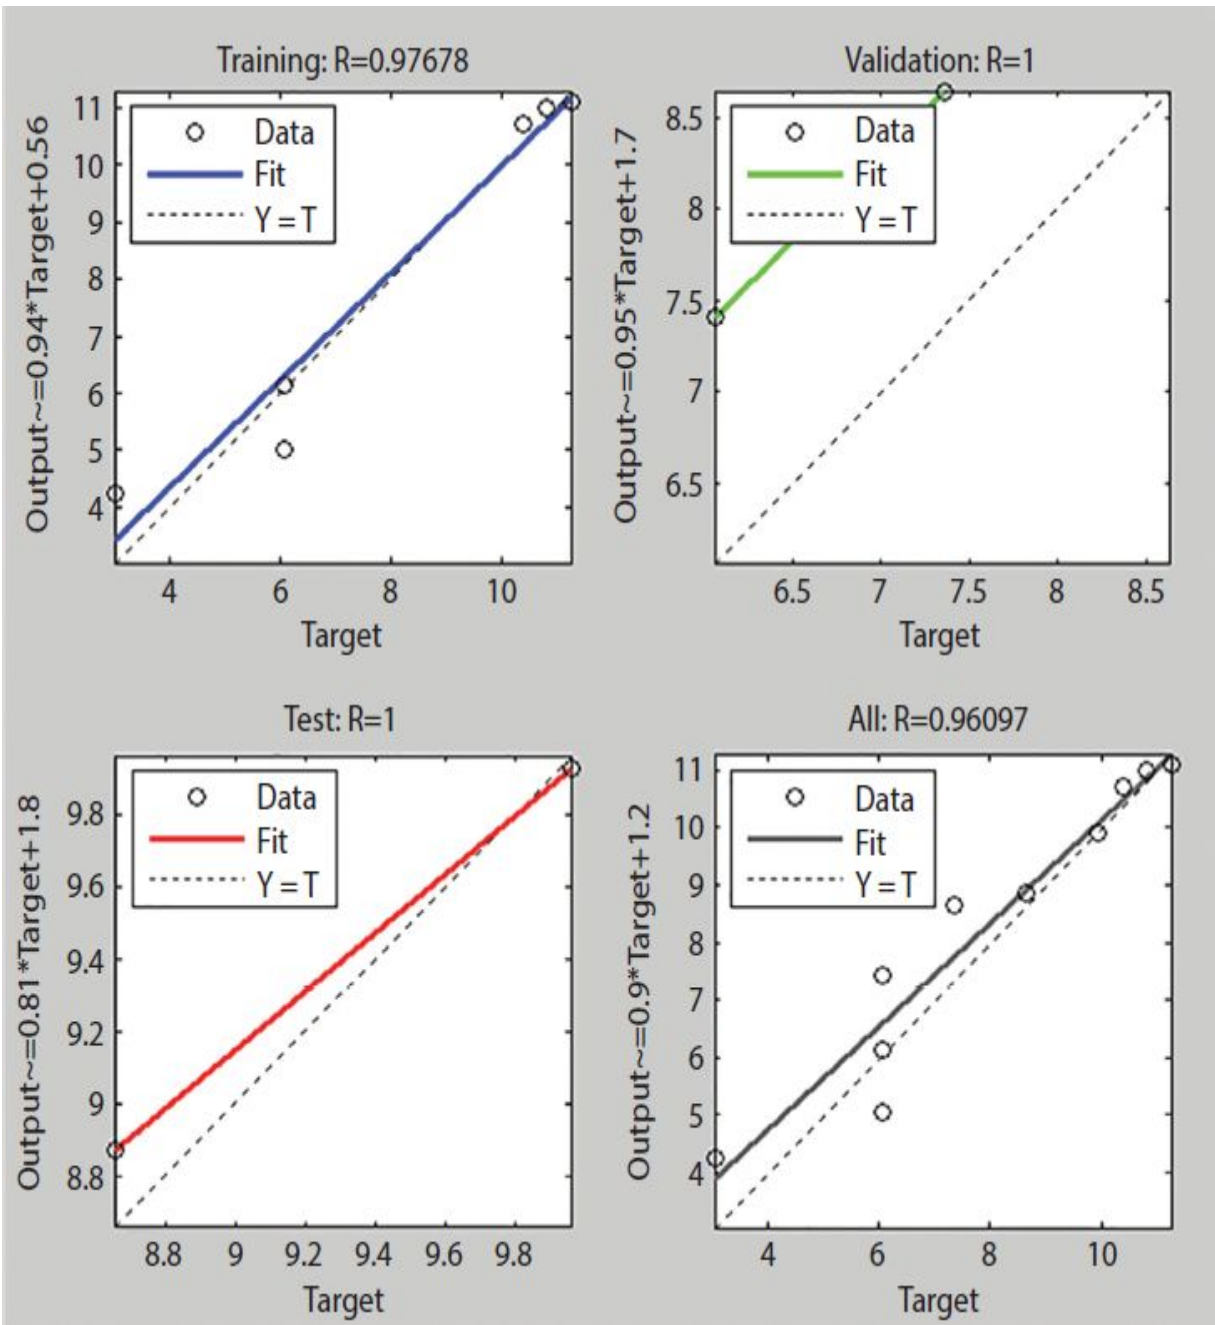 Training: R=0.97678
Output~=0.94*Target+0.56
11
10
9
8
7
6
5
4
Data
Fit
Y = T
4 6 8 10
Target
Validation: R=1
Output~=0.95*Target+1.7
8.5
8
7.5
7
6.5
Data
Fit
Y = T
6.5 7 7.5 8 8.5
Target
Test: R=1
Output~=0.81*Target+1.8
9.8
9.6
9.4
9.2
9
8.8
Data
Fit
Y = T
8.8 9 9.2 9.4 9.6 9.8
Target
All: R=0.96097
Output~=0.9*Target+1.2
11
10
9
8
7
6
5
4
Data
Fit
Y = T
4 6 8 10
Target